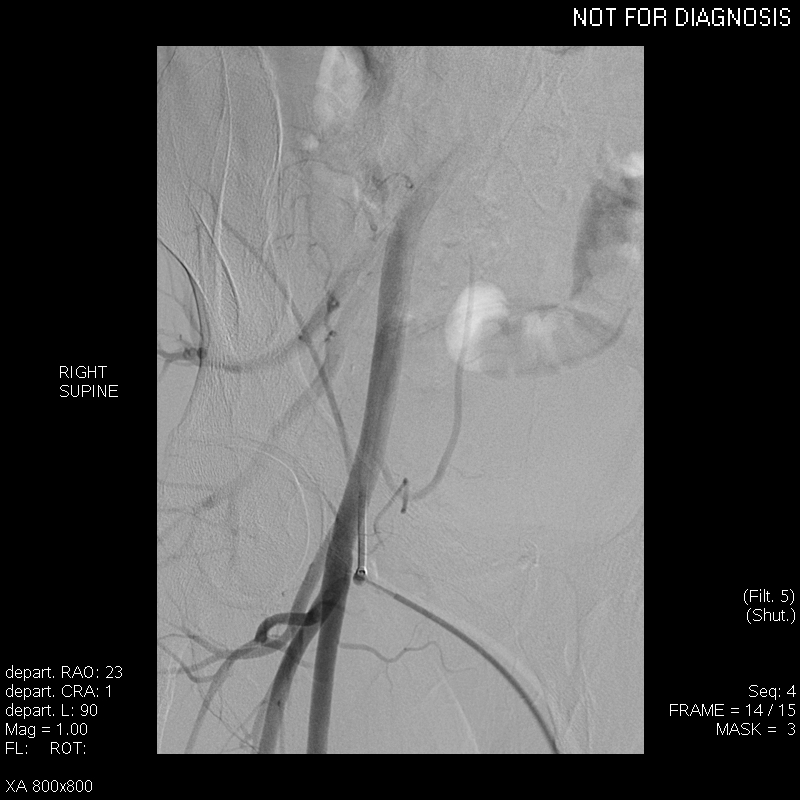 NOT FOR DIAGNOSIS
RIGHT
SUPINE
(Filt. 5)
(Shut.)
depart. RAO: 23
depart. CRA: 1
depart. L: 90
Mag = 1.00
FL: ROT:
Seq: 4
FRAME = 14 / 15
MASK = 3
XA 800x800